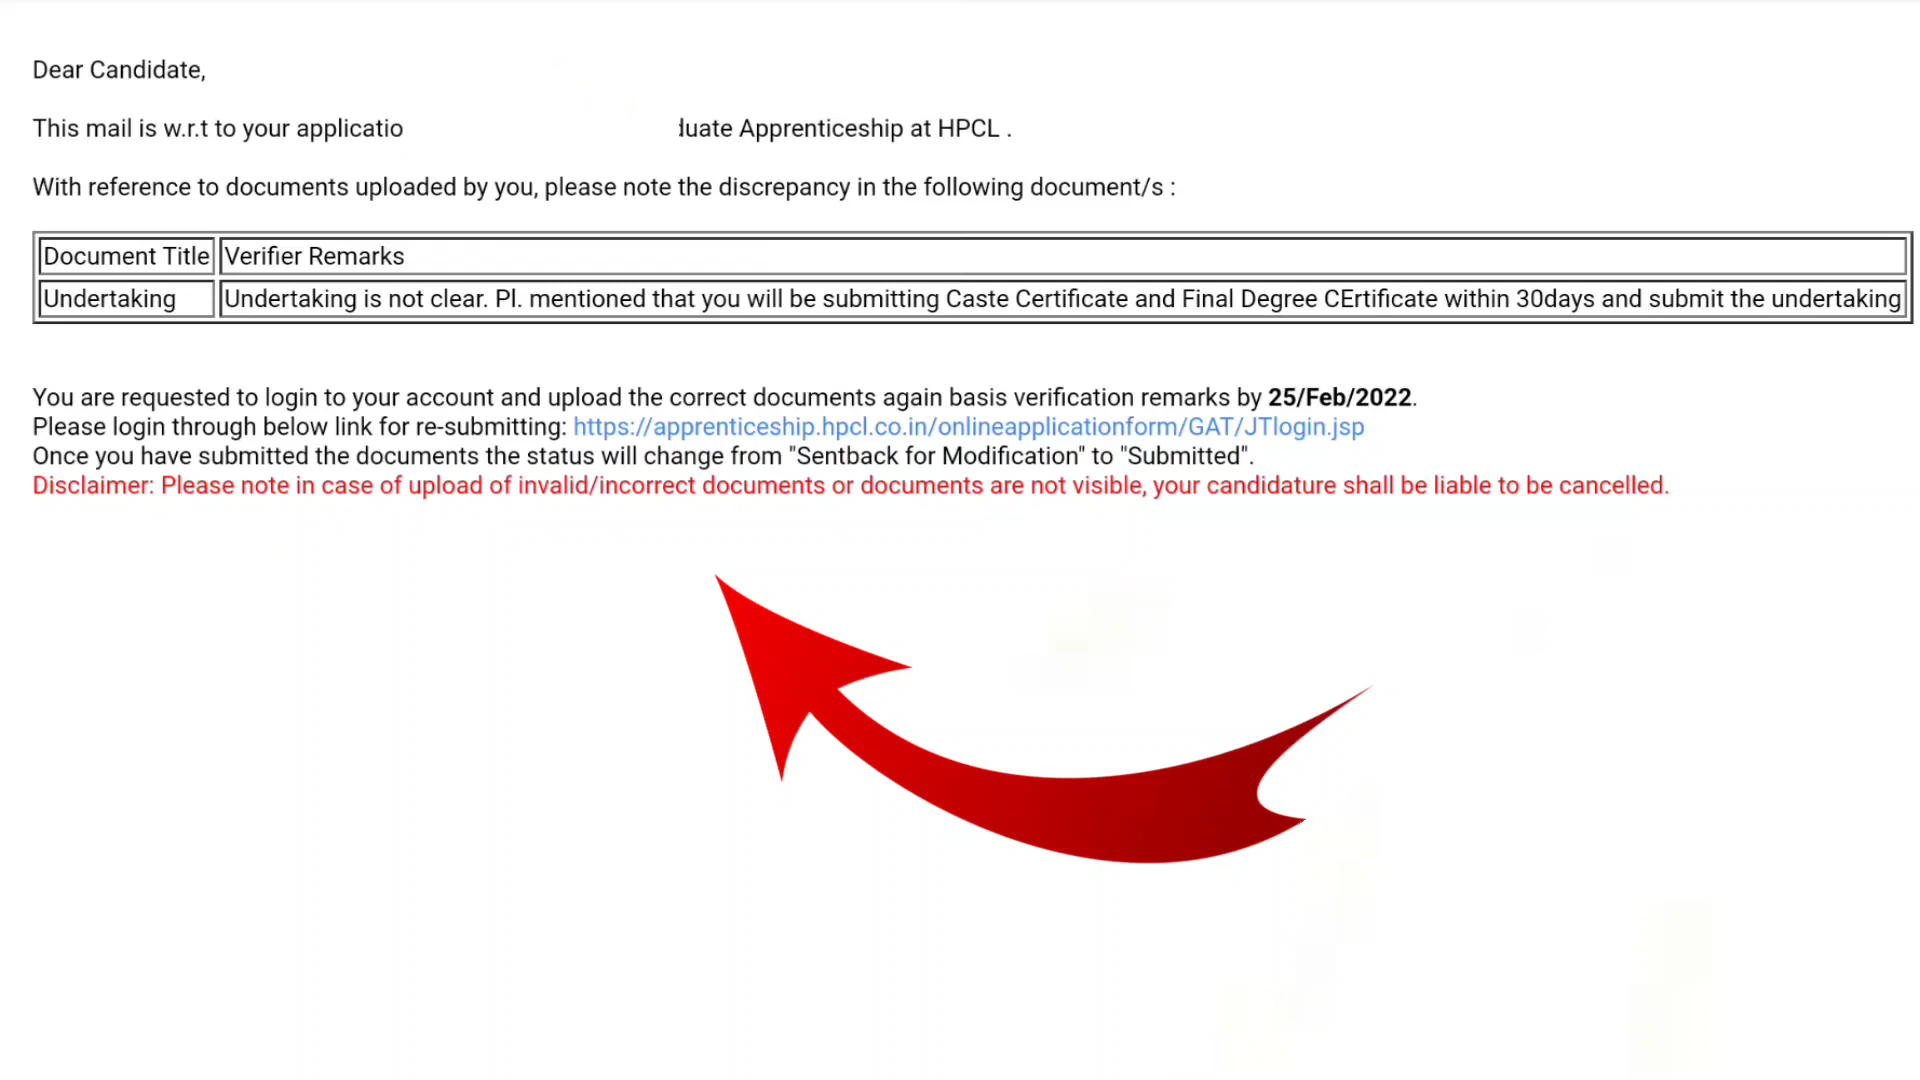 Dear Candidate,
This mail is w.r.t to your applicatio duate Apprenticeship at HPCL .
With reference to documents uploaded by you, please note the discrepancy in the following document/s :
Document Title Verifier Remarks
Undertaking Undertaking is not clear. Pl. mentioned that you will be submitting Caste Certificate and Final Degree CErtificate within 30days and submit the undertaking
You are requested to login to your account and upload the correct documents again basis verification remarks by 25/Feb/2022.
Please login through below link for re-submitting: https://apprenticeship.hpcl.co.in/onlineapplicationform/GAT/JTlogin.jsp
Once you have submitted the documents the status will change from "Sentback for Modification" to "Submitted".
Disclaimer: Please note in case of upload of invalid/incorrect documents or documents are not visible, your candidature shall be liable to be cancelled.